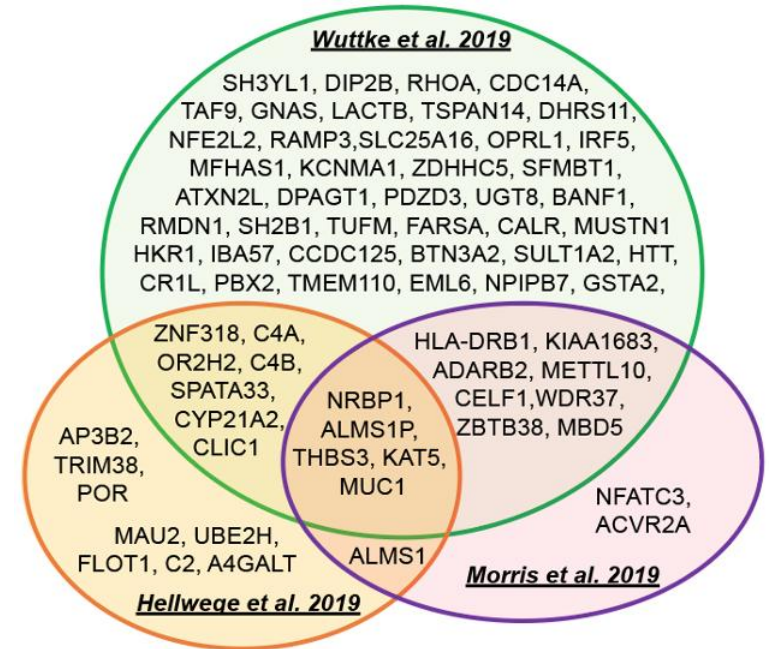 Wuttke et al. 2019
SH3YL1, DIP2B, RHOA, CDC14A,
TAF9, GNAS, LACTB, TSPAN14, DHRS11,
NFE2L2, RAMP3,SLC25A16, OPRL1, IRF5,
MFHAS1, KCNMA1, ZDHHC5, SFMBT1,
ATXN2L, DPAGT1, PDZD3, UGT8, BANF1,
RMDN1, SH2B1, TUFM, FARSA, CALR, MUSTN1
HKR1, IBA57, CCDC125, BTN3A2, SULT1A2, HTT,
CR1L, PBX2, TMEM110, EML6, NPIPB7, GSTA2,
ZNF318, C4A,
OR2H2, C4B,
SPATA33,
CYP21A2,
CLIC1
HLA-DRB1, KIAA1683,
ADARB2, METTL10,
CELF1,WDR37,
ZBTB38, MBD5
NRBP1,
ALMS1P,
THBS3, KAT5,
MUC1
AP3B2,
TRIM38,
POR
MAU2, UBE2H,
FLOT1, C2, A4GALT
Hellwege et al. 2019
ALMS1
NFATC3,
ACVR2A
Morris et al. 2019